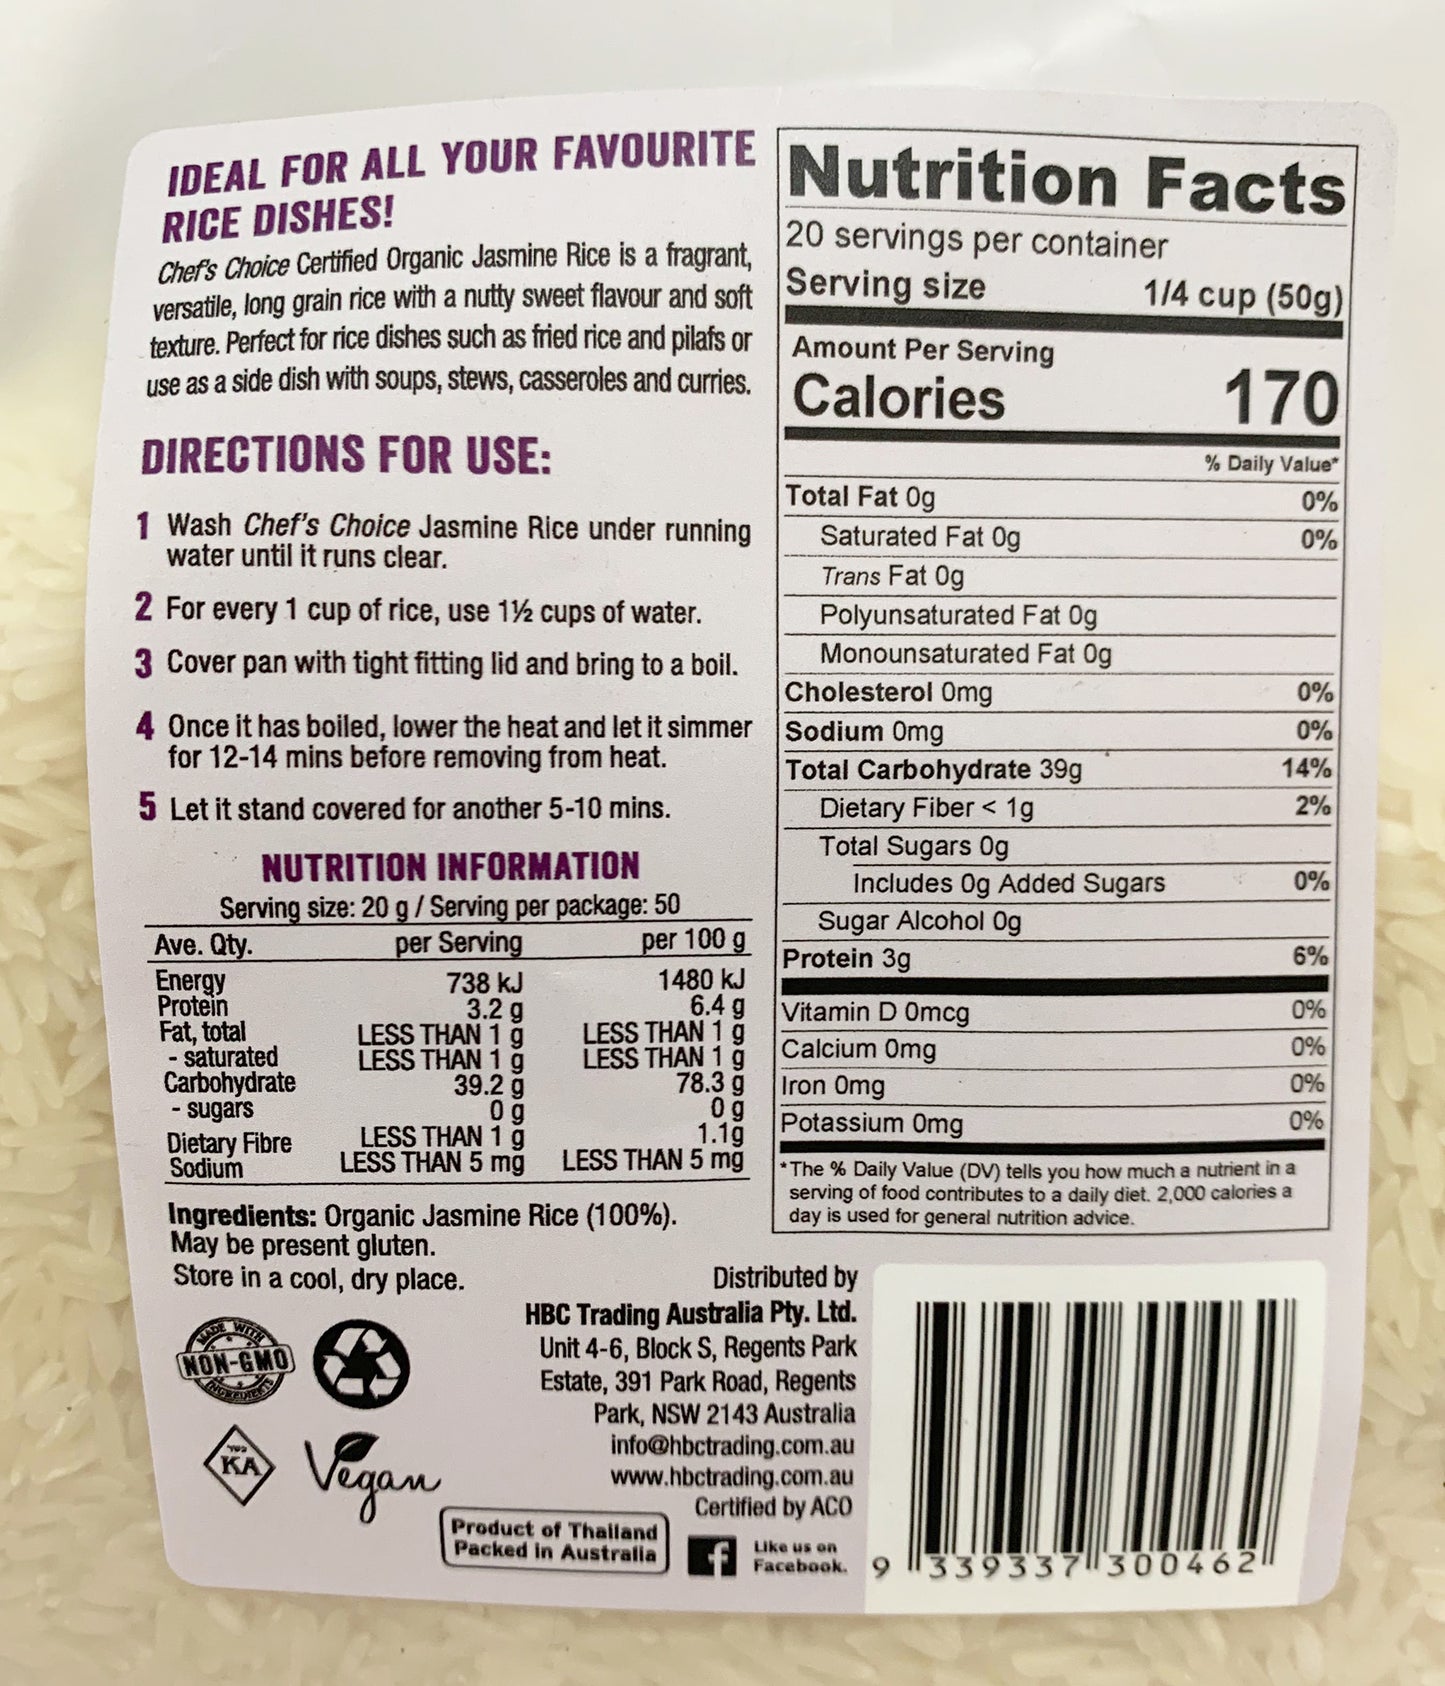 IDEAL FOR ALL YOUR FAVOURITE
RICE DISHES!
Chef's Choice Certified Organic Jasmine Rice is a fragrant,
versatile, long grain rice with a nutty sweet flavour and soft
texture. Perfect for rice dishes such as fried rice and pilafs or
use as a side dish with soups, stews, casseroles and curries.
DIRECTIONS FOR USE:
1 Wash Chef's Choice Jasmine Rice under running
water until it runs clear.
2 For every 1 cup of rice, use 1½ cups of water.
3 Cover pan with tight fitting lid and bring to a boil.
4 Once it has boiled, lower the heat and let it simmer
for 12-14 mins before removing from heat.
5 Let it stand covered for another 5-10 mins.
NUTRITION INFORMATION
Serving size: 20 g / Serving per package: 50
Ave. Qty. per Serving per 100 g
Energy 738 kJ 1480 kJ
Protein 3.2 g 6.4 g
Fat, total LESS THAN 1 g LESS THAN 1 g
- saturated LESS THAN 1 g LESS THAN 1 g
Carbohydrate 39.2 g 78.3 g
- sugars 0 g 0 g
Dietary Fibre LESS THAN 1 g 1.1g
Sodium LESS THAN 5 mg LESS THAN 5 mg
Ingredients: Organic Jasmine Rice (100%).
May be present gluten.
Store in a cool, dry place.
Nutrition Facts
20 servings per container
Serving size 1/4 cup (50g)
Amount Per Serving
Calories 170
% Daily Value*
Total Fat 0g 0%
Saturated Fat 0g 0%
Trans Fat 0g
Polyunsaturated Fat 0g
Monounsaturated Fat 0g
Cholesterol 0mg 0%
Sodium 0mg 0%
Total Carbohydrate 39g 14%
Dietary Fiber < 1g 2%
Total Sugars 0g
Includes 0g Added Sugars 0%
Sugar Alcohol 0g
Protein 3g 6%
Vitamin D 0mcg 0%
Calcium 0mg 0%
Iron 0mg 0%
Potassium 0mg 0%
*The % Daily Value (DV) tells you how much a nutrient in a
serving of food contributes to a daily diet. 2,000 calories a
day is used for general nutrition advice.
MADE WITH
NON-GMO
INGREDIENTS
כשר
KA
Vegan
Distributed by
HBC Trading Australia Pty. Ltd.
Unit 4-6, Block S, Regents Park
Estate, 391 Park Road, Regents
Park, NSW 2143 Australia
info@hbctrading.com.au
www.hbctrading.com.au
Certified by ACO
Product of Thailand
Packed in Australia
f
Like us on
Facebook.
9 339337 300462